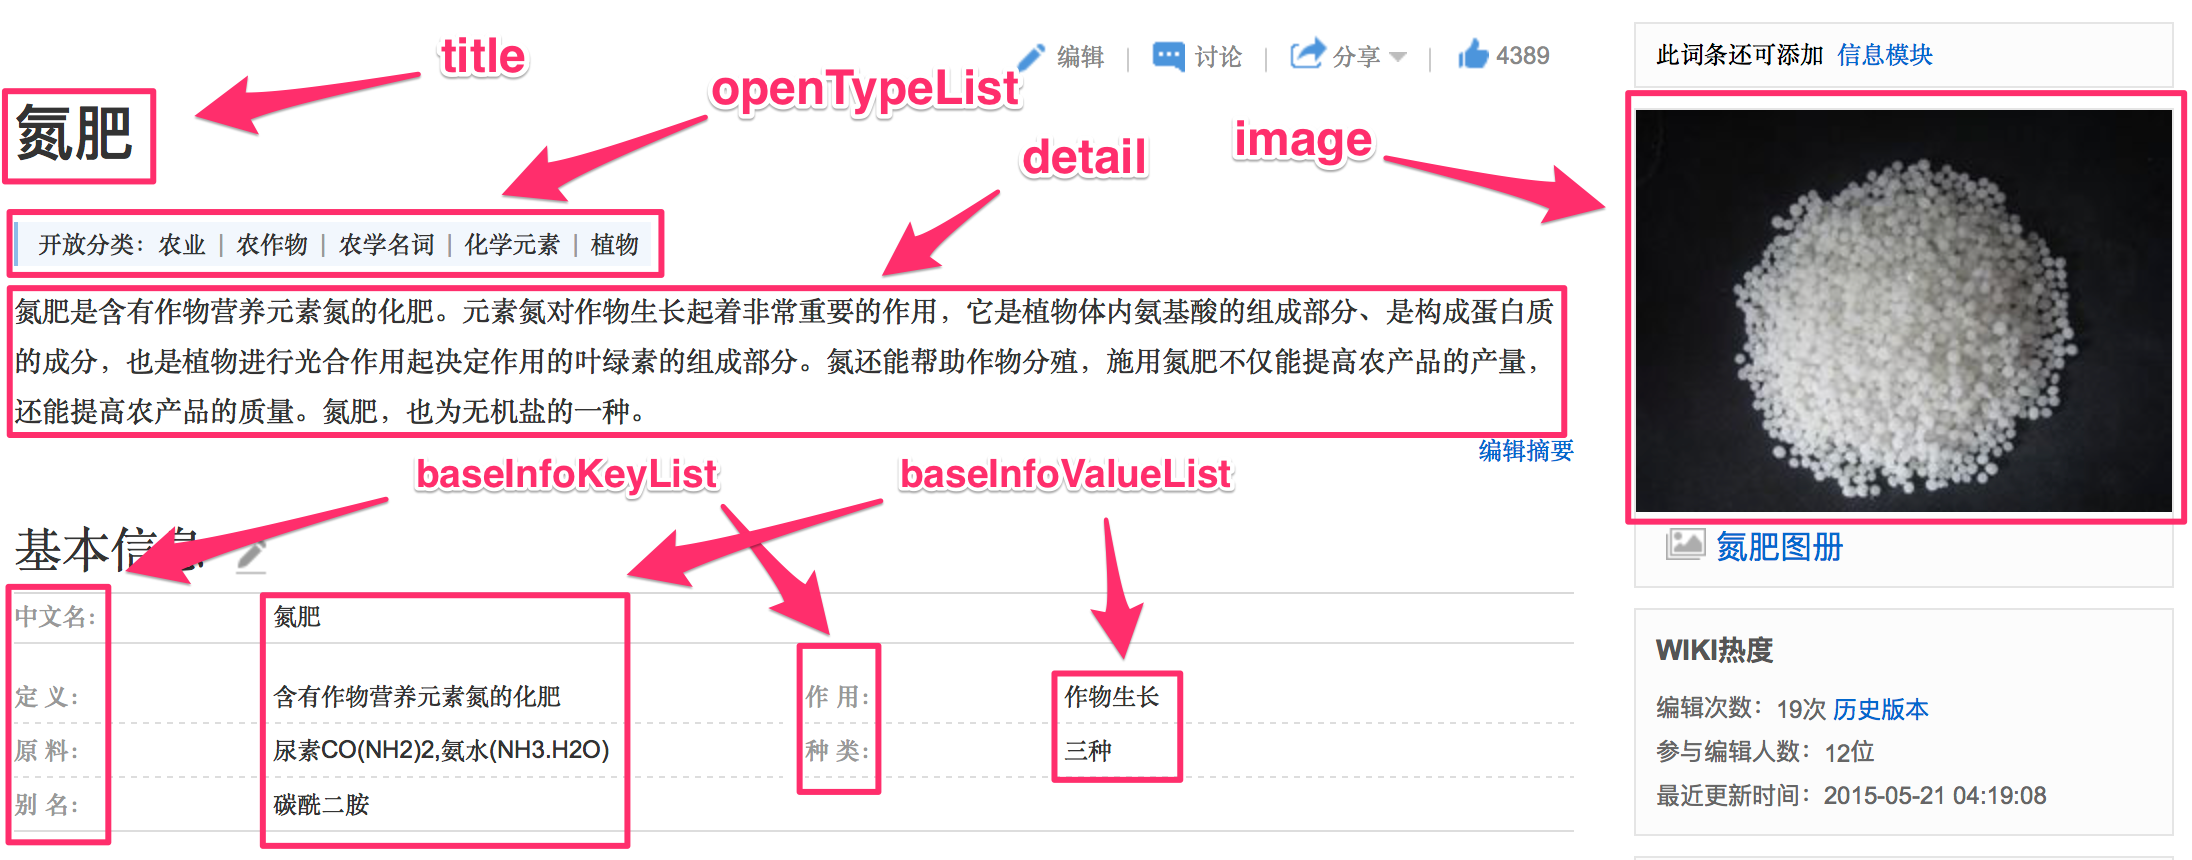 title
编辑 | 讨论 | 分享 | 4389
此词条还可添加 信息模块
openTypeList
氮肥
detail
image
开放分类：农业 | 农作物 | 农学名词 | 化学元素 | 植物
氮肥是含有作物营养元素氮的化肥。元素氮对作物生长起着非常重要的作用，它是植物体内氨基酸的组成部分、是构成蛋白质
的成分，也是植物进行光合作用起决定作用的叶绿素的组成部分。氮还能帮助作物分殖，施用氮肥不仅能提高农产品的产量，
还能提高农产品的质量。氮肥，也为无机盐的一种。
编辑摘要
baseInfoKeyList
baseInfoValueList
基本信息
氮肥图册
中文名： 氮肥
定 义： 含有作物营养元素氮的化肥 作 用： 作物生长
原 料： 尿素CO(NH2)2,氨水(NH3.H2O) 种 类： 三种
别 名： 碳酰二胺
WIKI热度
编辑次数：19次 历史版本
参与编辑人数：12位
最近更新时间：2015-05-21 04:19:08